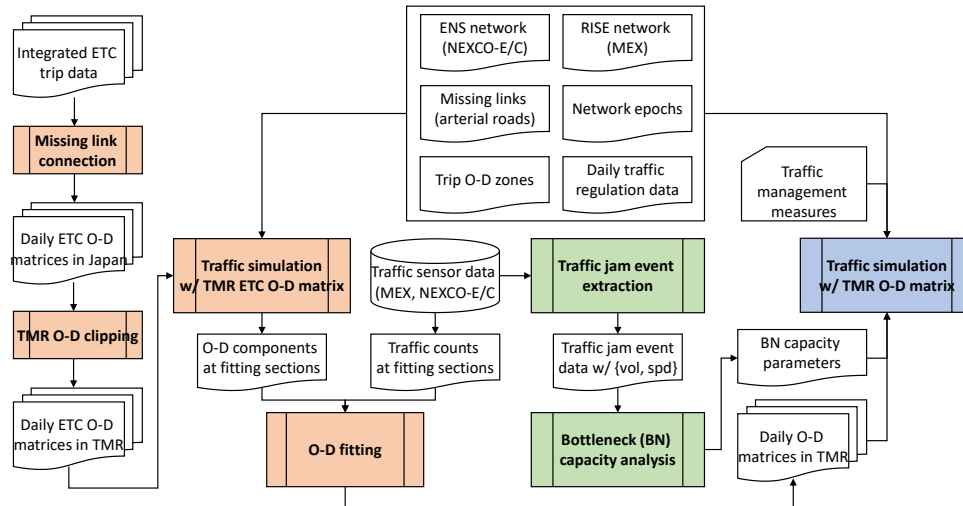 Integrated ETC
trip data
Missing link
connection
Daily ETC O-D
matrices in Japan
TMR O-D clipping
Daily ETC O-D
matrices in TMR
ENS network
(NEXCO-E/C)
RISE network
(MEX)
Missing links
(arterial roads)
Network epochs
Trip O-D zones
Daily traffic
regulation data
Traffic
management
measures
Traffic simulation
w/ TMR ETC O-D matrix
Traffic sensor data
(MEX, NEXCO-E/C
Traffic jam event
extraction
Traffic simulation
w/ TMR O-D matrix
O-D components
at fitting sections
Traffic counts
at fitting sections
Traffic jam event
data w/ {vol, spd}
BN capacity
parameters
O-D fitting
Bottleneck (BN)
capacity analysis
Daily O-D
matrices in TMR